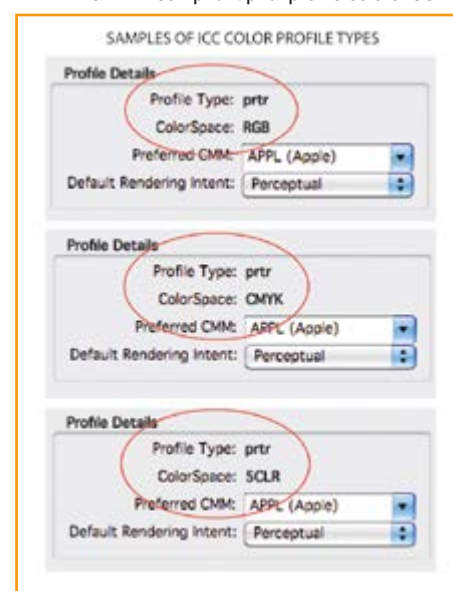 SAMPLES OF ICC COLOR PROFILE TYPES
Profile Details
Profile Type: prtr
ColorSpace: RGB
Preferred CMM: APPL (Apple)
Default Rendering Intent: Perceptual
Profile Details
Profile Type: prtr
ColorSpace: CMYK
Preferred CMM: APPL (Apple)
Default Rendering Intent: Perceptual
Profile Details
Profile Type: prtr
ColorSpace: 5CLR
Preferred CMM: APPL (Apple)
Default Rendering Intent: Perceptual